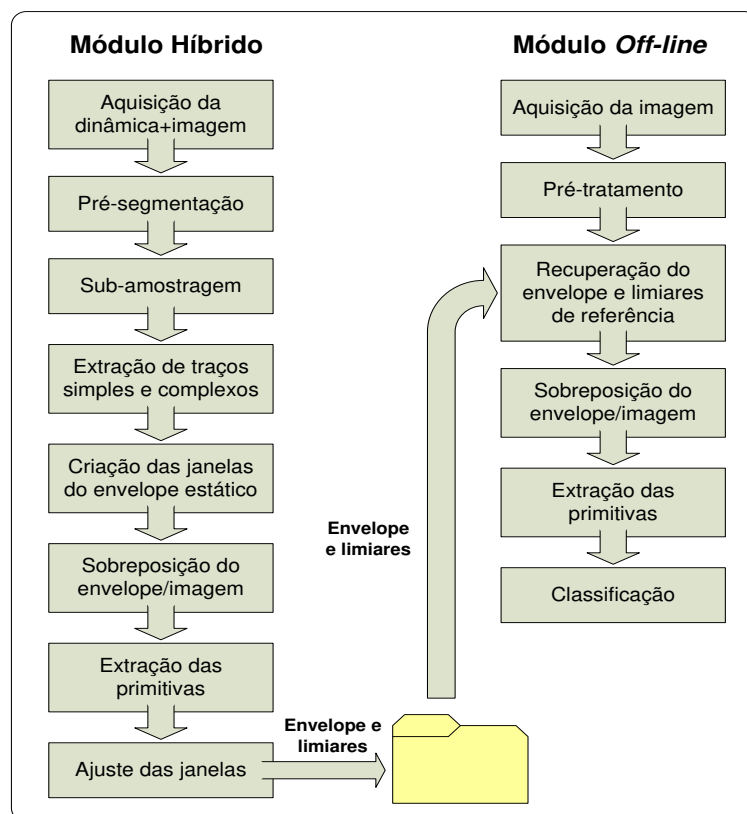 Módulo Híbrido
Aquisição da
dinâmica+imagem
Pré-segmentação
Sub-amostragem
Extração de traços
simples e complexos
Criação das janelas
do envelope estático
Sobreposição do
envelope/imagem
Extração das
primitivas
Ajuste das janelas
Envelope e
limiares
Envelope
e limiares
Módulo Off-line
Aquisição da imagem
Pré-tratamento
Recuperação do
envelope e limiares
de referência
Sobreposição do
envelope/imagem
Extração das
primitivas
Classificação